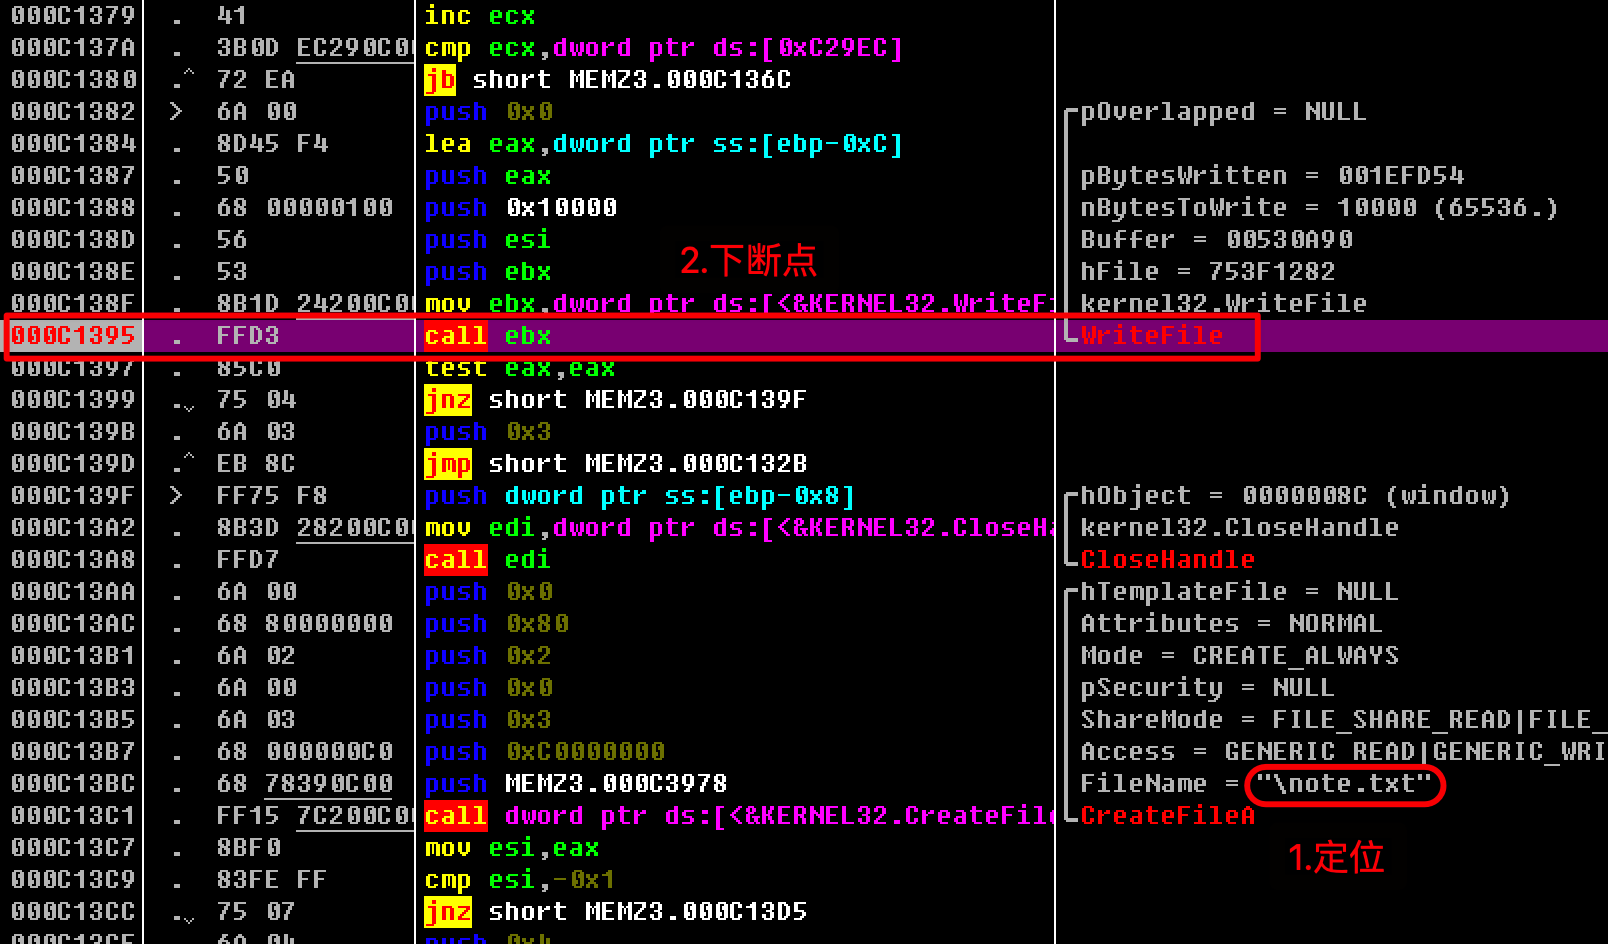 000C1379 . 41 inc ecx
000C137A . 3B0D EC290C0 cmp ecx,dword ptr ds:[0xC29EC]
000C1380 .^ 72 EA jb short MEMZ3.000C136C
000C1382 > 6A 00 push 0x0 pOverlapped = NULL
000C1384 . 8D45 F4 lea eax,dword ptr ss:[ebp-0xC]
000C1387 . 50 push eax pBytesWritten = 001EFD54
000C1388 . 68 00000100 push 0x10000 nBytesToWrite = 10000 (65536.)
000C138D . 56 push esi Buffer = 00530A90
000C138E . 53 push ebx hFile = 753F1282
2.下断点
000C138F . 8B1D 24200C0 mov ebx,dword ptr ds:[<&KERNEL32.WriteF kernel32.WriteFile
000C1395 . FFD3 call ebx WriteFile
000C1397 . 85C0 test eax,eax
000C1399 .v 75 04 jnz short MEMZ3.000C139F
000C139B . 6A 03 push 0x3
000C139D .^ EB 8C jmp short MEMZ3.000C132B
000C139F > FF75 F8 push dword ptr ss:[ebp-0x8] hObject = 0000008C (window)
000C13A2 . 8B3D 28200C0 mov edi,dword ptr ds:[<&KERNEL32.CloseHa kernel32.CloseHandle
000C13A8 . FFD7 call edi CloseHandle
000C13AA . 6A 00 push 0x0 hTemplateFile = NULL
000C13AC . 68 80000000 push 0x80 Attributes = NORMAL
000C13B1 . 6A 02 push 0x2 Mode = CREATE_ALWAYS
000C13B3 . 6A 00 push 0x0 pSecurity = NULL
000C13B5 . 6A 03 push 0x3 ShareMode = FILE_SHARE_READ|FILE_
000C13B7 . 68 000000C0 push 0xC0000000 Access = GENERIC_READ|GENERIC_WRI
000C13BC . 68 78390C00 push MEMZ3.000C3978 FileName = "\note.txt"
000C13C1 . FF15 7C200C0 call dword ptr ds:[<&KERNEL32.CreateFile CreateFileA
000C13C7 . 8BF0 mov esi,eax
1.定位
000C13C9 . 83FE FF cmp esi,-0x1
000C13CC .v 75 07 jnz short MEMZ3.000C13D5
000C13CE . 6A 04 push 0x4